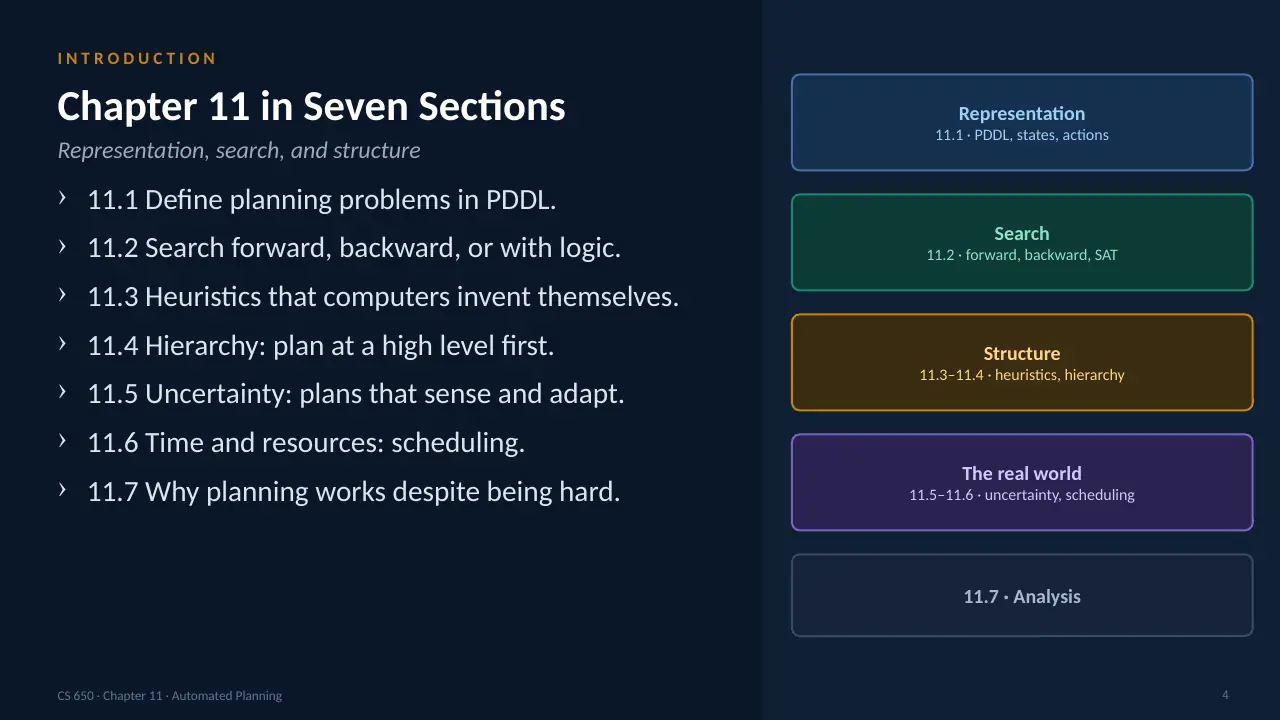 INTRODUCTION
Chapter 11 in Seven Sections
Representation, search, and structure
› 11.1 Define planning problems in PDDL.
› 11.2 Search forward, backward, or with logic.
› 11.3 Heuristics that computers invent themselves.
› 11.4 Hierarchy: plan at a high level first.
› 11.5 Uncertainty: plans that sense and adapt.
› 11.6 Time and resources: scheduling.
› 11.7 Why planning works despite being hard.
Representation
11.1 · PDDL, states, actions
Search
11.2 · forward, backward, SAT
Structure
11.3–11.4 · heuristics, hierarchy
The real world
11.5–11.6 · uncertainty, scheduling
11.7 · Analysis
CS 650 · Chapter 11 · Automated Planning
4